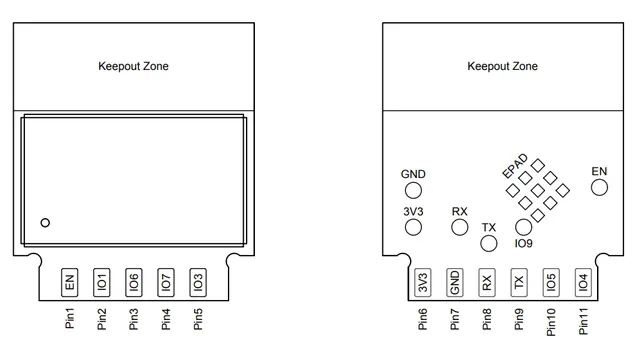 Keepout Zone
EN IO1 IO6 IO7 IO3
Pin1 Pin2 Pin3 Pin4 Pin5
Keepout Zone
EPAD
GND
EN
3V3 RX
TX
IO9
3V3 GND RX TX IO5 IO4
Pin6 Pin7 Pin8 Pin9 Pin10 Pin11